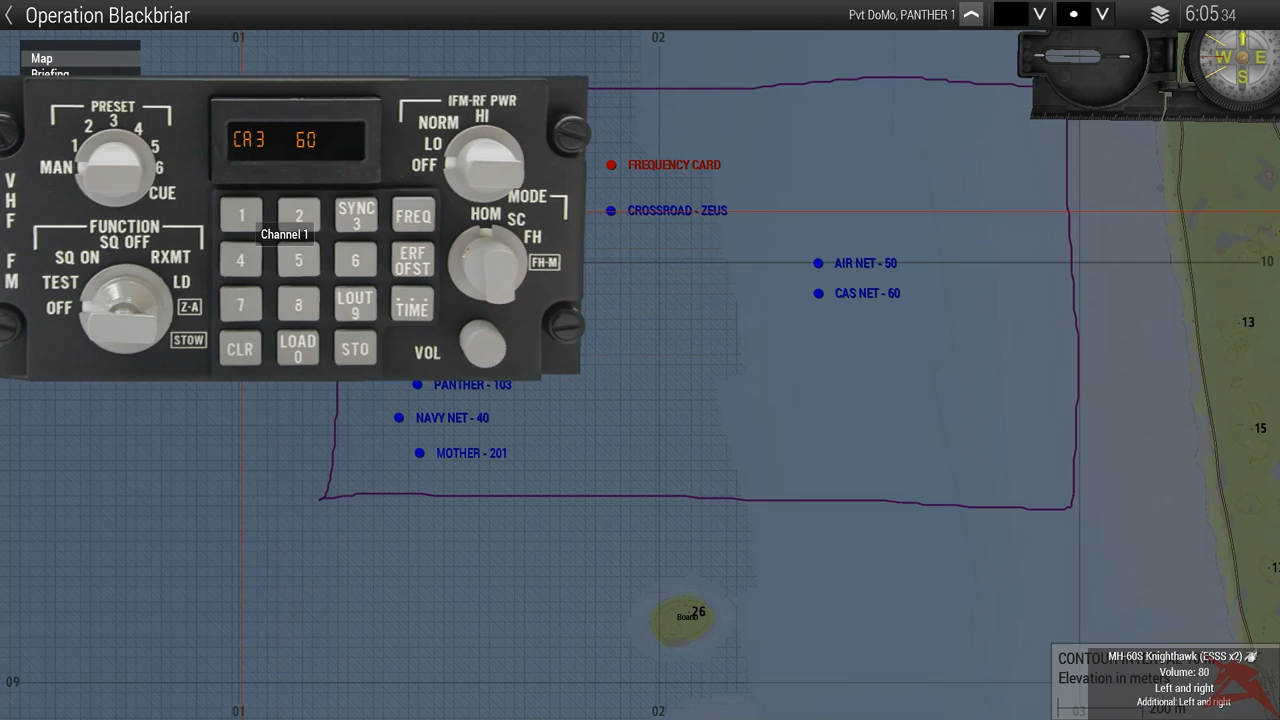 Operation Blackbriar
Pvt DoMo, PANTHER 1
6:05 34
01
02
Map
Briefing
PRESET
MAN
1
2
3
4
5
6
CUE
CA3 60
IFM-RF PWR
OFF
LO
NORM
HI
VHF FM
FUNCTION
OFF
TEST
SQ ON
SQ OFF
RXMT
LD
Z-A
STOW
1
2
SYNC 3
FREQ
Channel 1
4
5
6
ERF OFST
7
8
LOUT 9
TIME
CLR
LOAD 0
STO
MODE
HOM
SC
FH
FH-M
VOL
FREQUENCY CARD
CROSSROAD - ZEUS
AIR NET - 50
CAS NET - 60
PANTHER - 103
NAVY NET - 40
MOTHER - 201
W E
S
10
13
15
26
09
01
02
03
MH-60S Knighthawk (ESSS x2)
Elevation in meters
Volume: 80
Left and right
Additional: Left and right
200 m